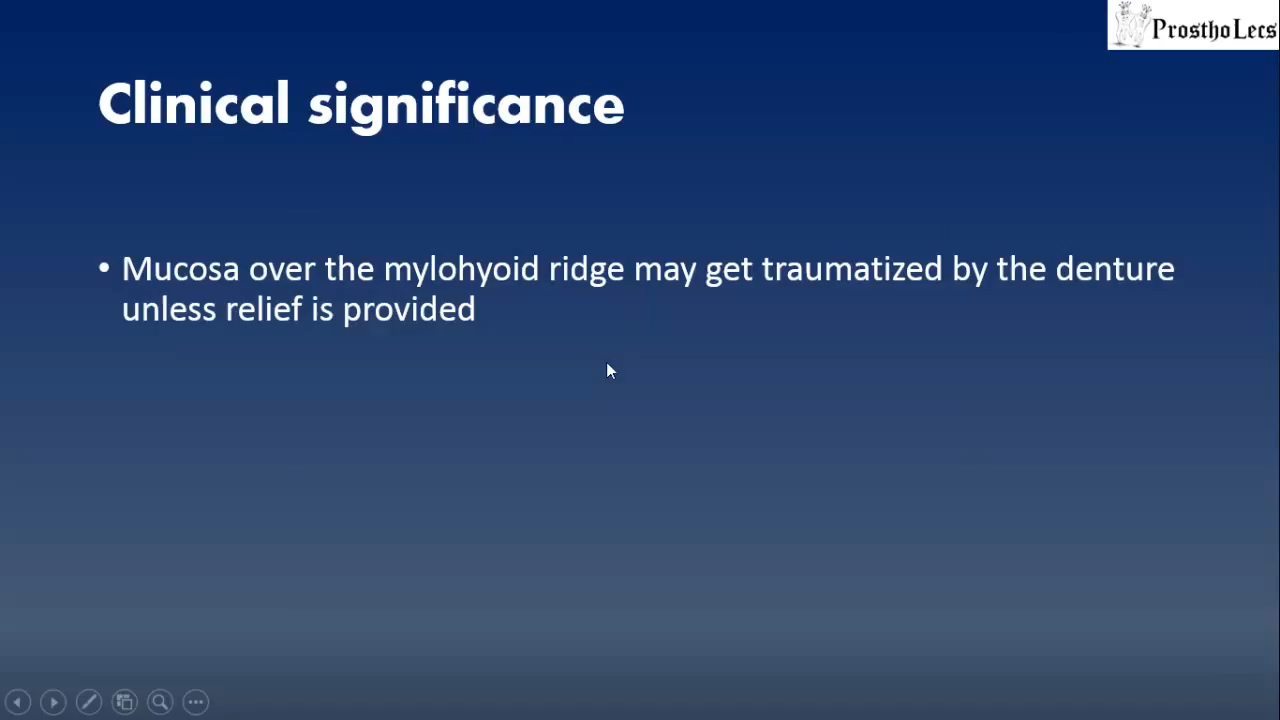 ProsthoLecs
Clinical significance
• Mucosa over the mylohyoid ridge may get traumatized by the denture
unless relief is provided